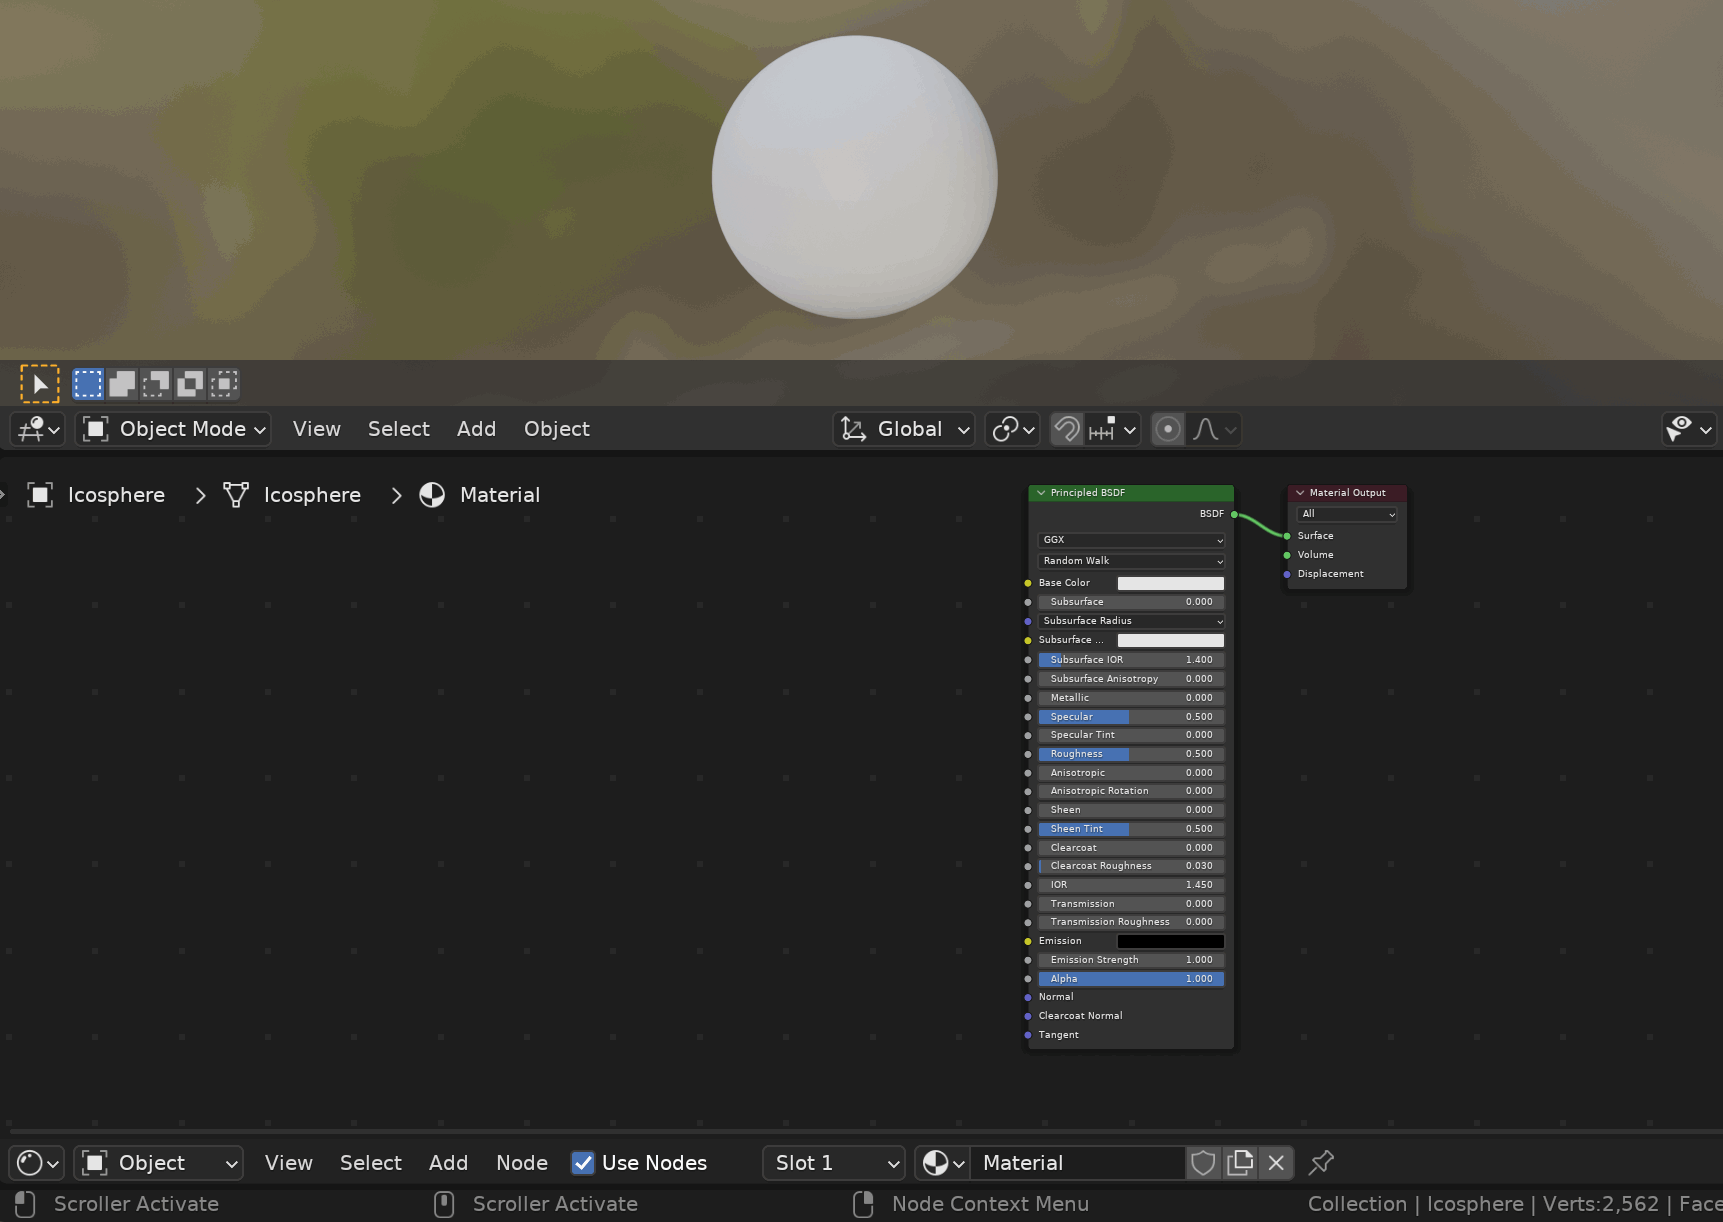 Object Mode View Select Add Object Global
Icosphere Icosphere Material
Principled BSDF
BSDF
GGX
Random Walk
Base Color
Subsurface 0.000
Subsurface Radius
Subsurface ...
Subsurface IOR 1.400
Subsurface Anisotropy 0.000
Metallic 0.000
Specular 0.500
Specular Tint 0.000
Roughness 0.500
Anisotropic 0.000
Anisotropic Rotation 0.000
Sheen 0.000
Sheen Tint 0.500
Clearcoat 0.000
Clearcoat Roughness 0.030
IOR 1.450
Transmission 0.000
Transmission Roughness 0.000
Emission
Emission Strength 1.000
Alpha 1.000
Normal
Clearcoat Normal
Tangent
Material Output
All
Surface
Volume
Displacement
Object View Select Add Node Use Nodes Slot 1 Material
Scroller Activate Scroller Activate Node Context Menu Collection | Icosphere | Verts:2,562 | Face